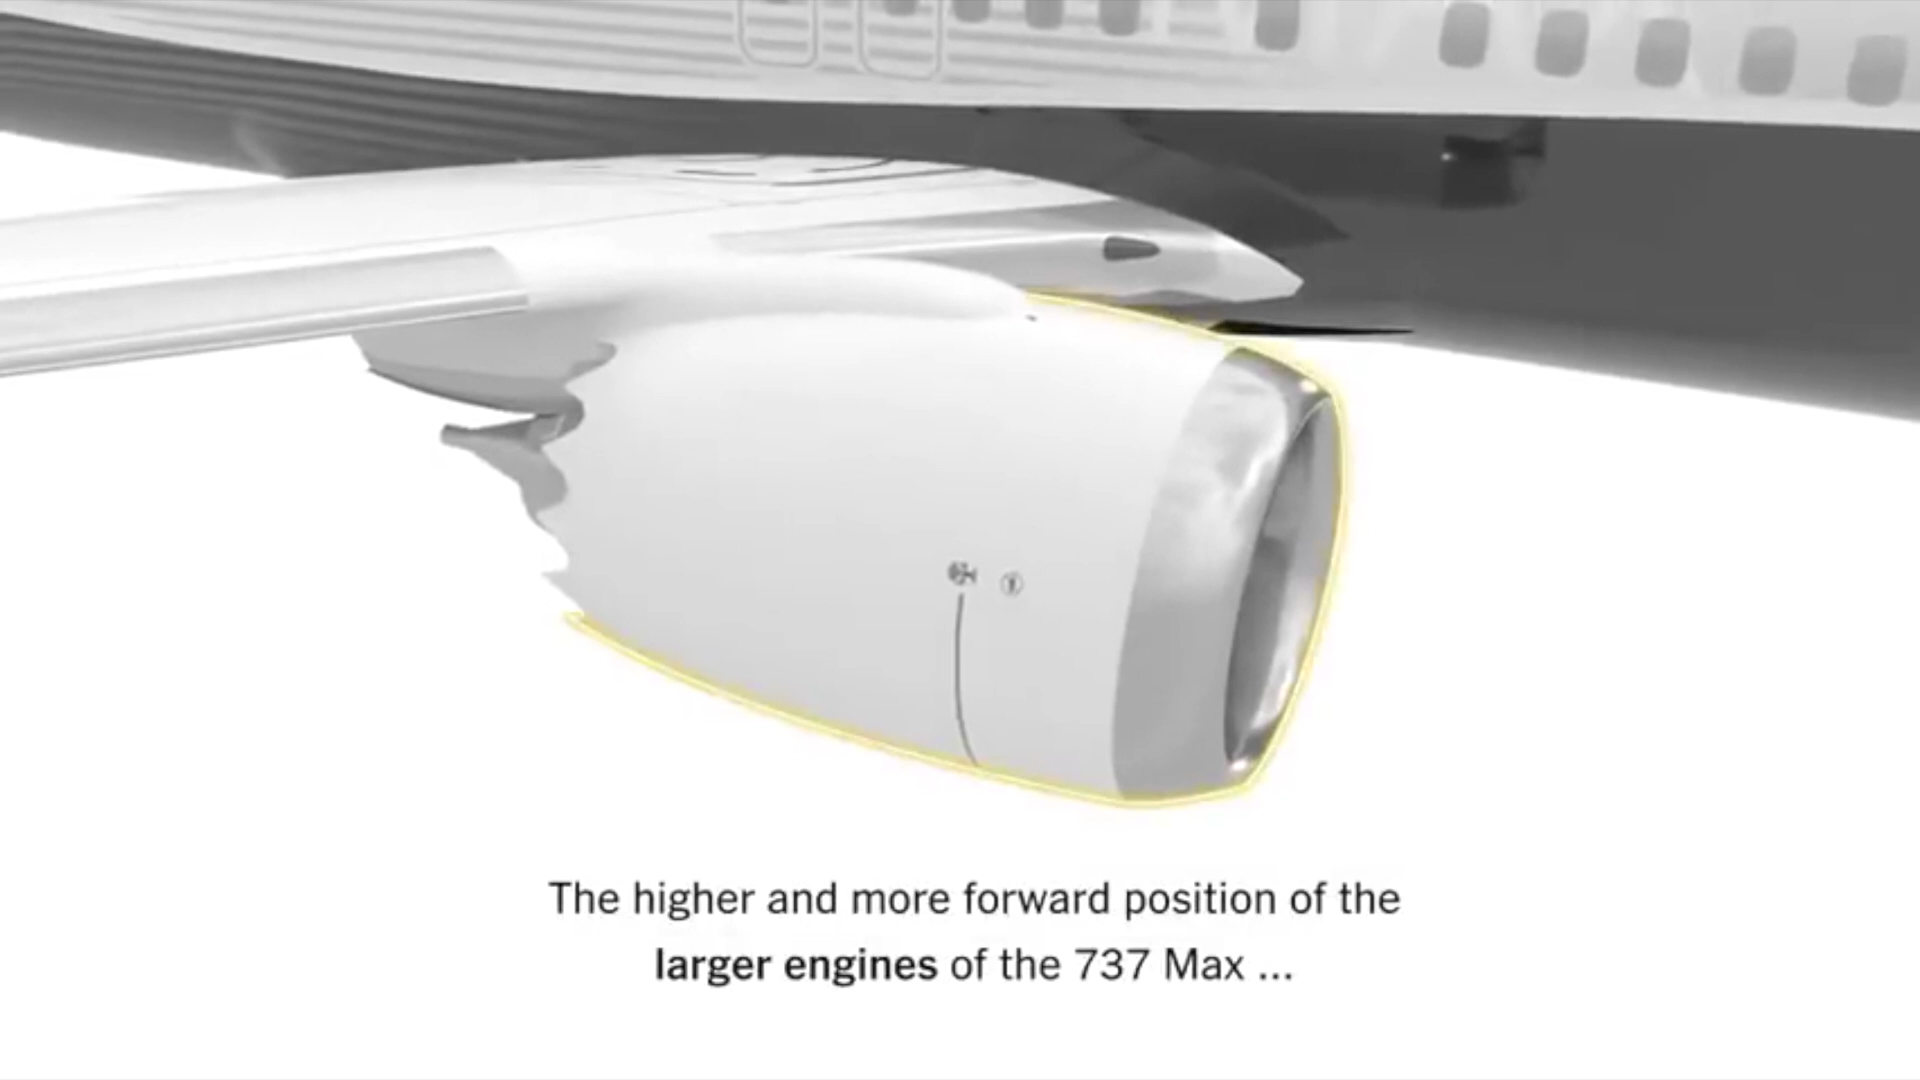 The higher and more forward position of the
larger engines of the 737 Max ...